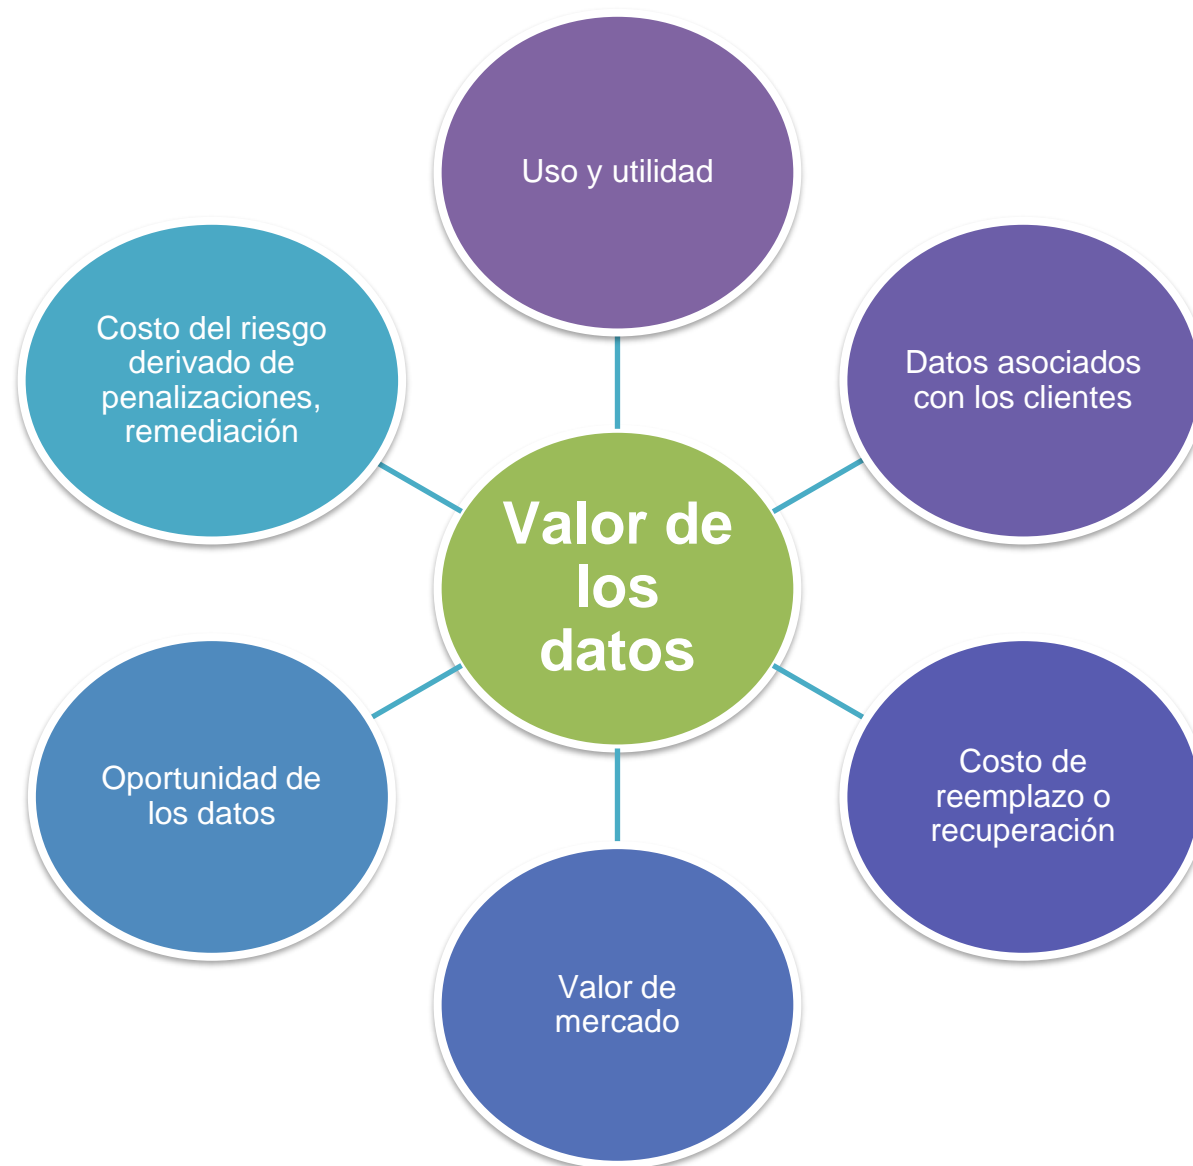 Uso y utilidad
Costo del riesgo
derivado de
penalizaciones,
remediación
Datos asociados
con los clientes
Valor de
los
datos
Oportunidad de
los datos
Costo de
reemplazo o
recuperación
Valor de
mercado